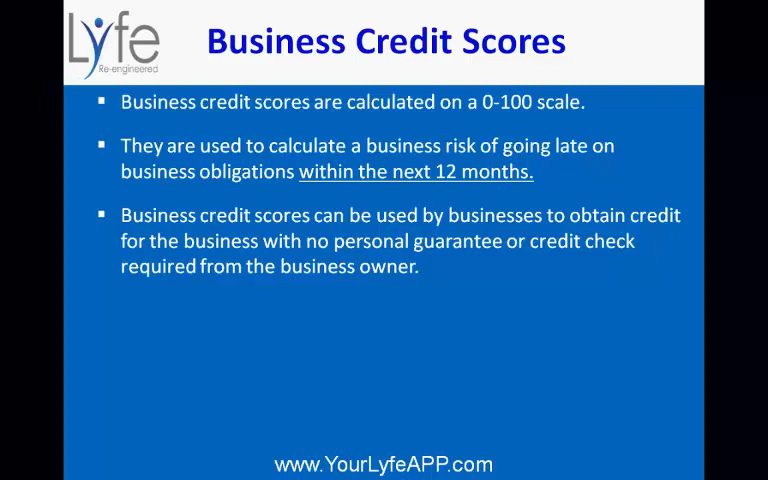 Lyfe
Re-engineered
Business Credit Scores
▪ Business credit scores are calculated on a 0-100 scale.
▪ They are used to calculate a business risk of going late on
business obligations within the next 12 months.
▪ Business credit scores can be used by businesses to obtain credit
for the business with no personal guarantee or credit check
required from the business owner.
www.YourLyfeAPP.com